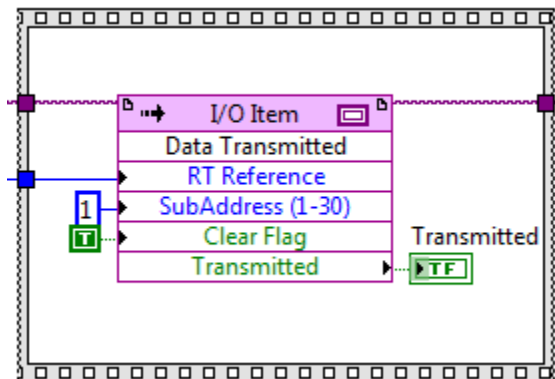 I/O Item
Data Transmitted
RT Reference
1 SubAddress (1-30)
T Clear Flag Transmitted
Transmitted TF